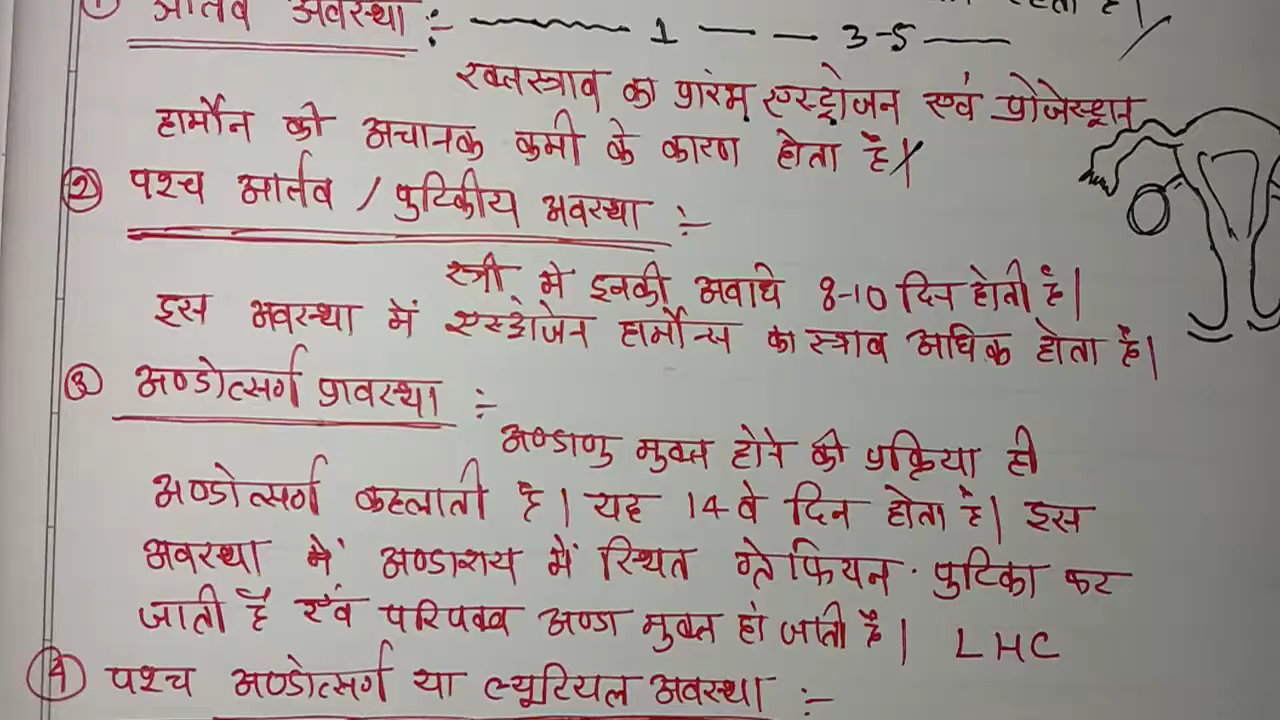 ① आर्तव अवस्था :- 1 — — 3-5 —
रक्तस्त्राव का प्रारंभ एस्ट्रोजन एवं प्रोजेस्ट्रान
हार्मोन की अचानक कमी के कारण होता है।
② पश्च आर्तव / पुटिकीय अवस्था :-
स्त्री में इनकी अवधि 8-10 दिन होती है।
इस अवस्था में एस्ट्रोजेन हार्मोन्स का स्त्राव अधिक होता है।
③ अण्डोत्सर्ग प्रावस्था :-
अण्डाणु मुक्त होने की प्रक्रिया ही
अण्डोत्सर्ग कहलाती है। यह 14 वे दिन होता है। इस
अवस्था में अण्डाशय में स्थित ग्रेफियन पुटिका फट
जाती है एवं परिपक्व अण्डा मुक्त हो जाती है। LHC
④ पश्च अण्डोत्सर्ग या ल्यूटियल अवस्था :-